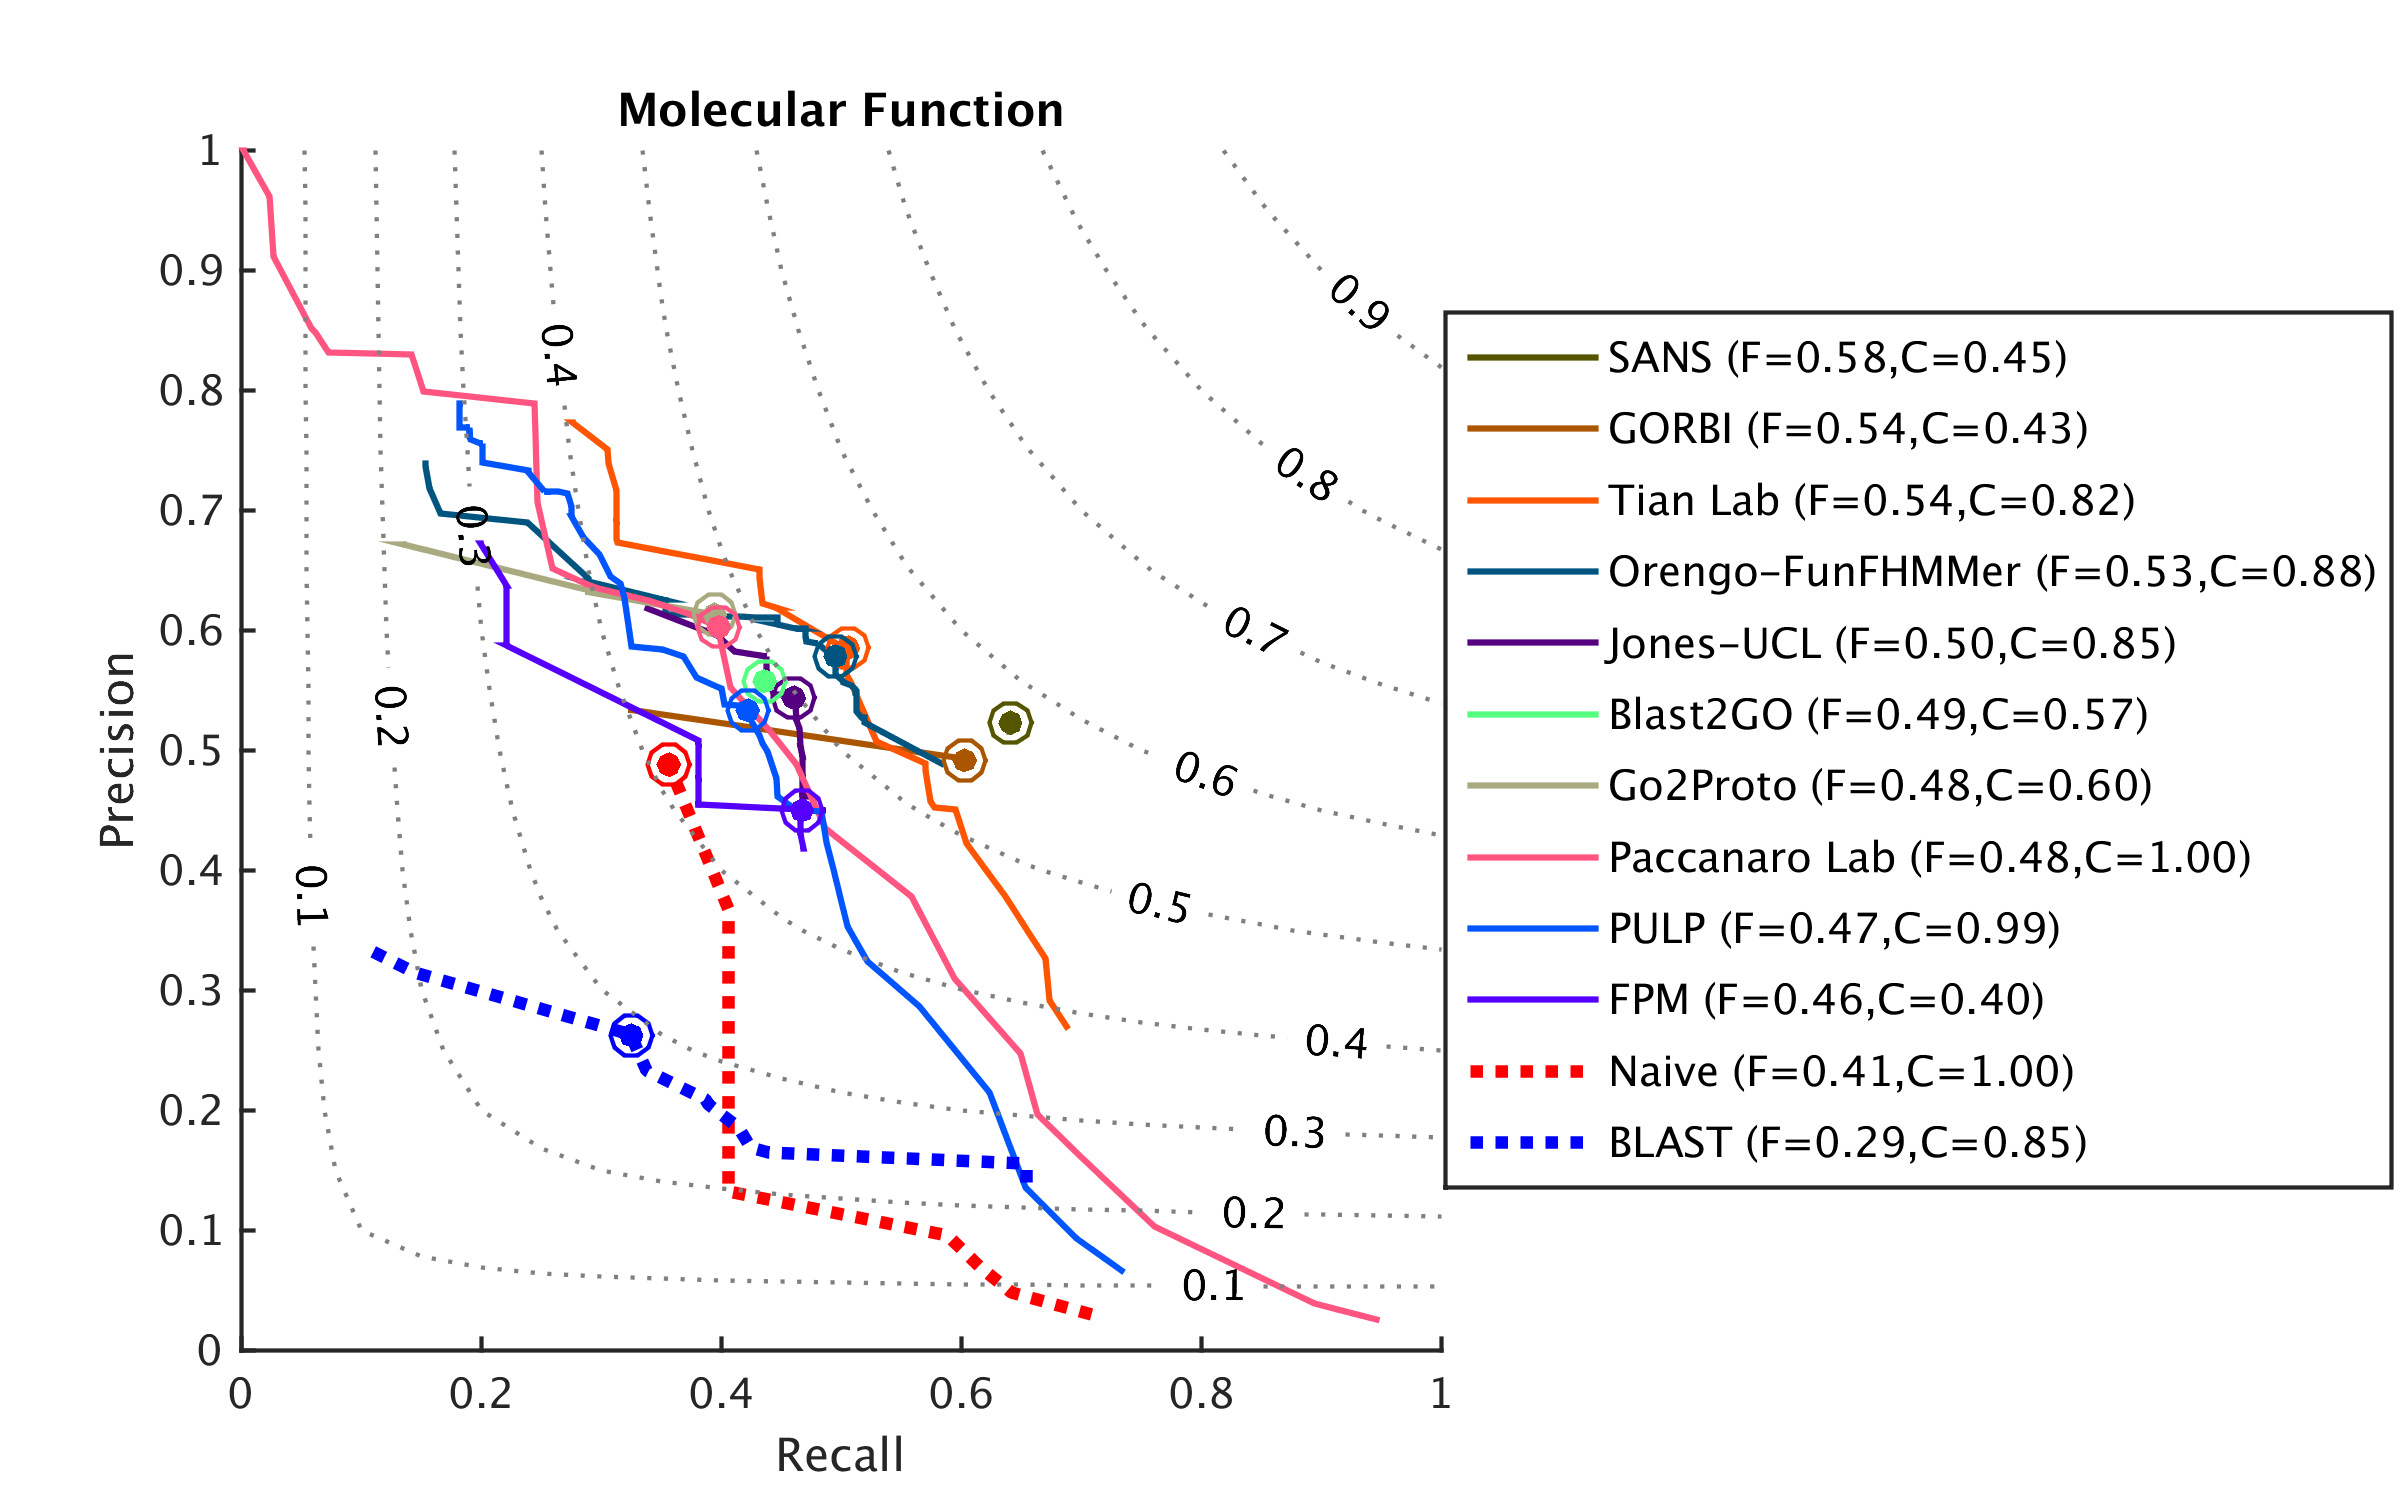 Molecular Function
1
0.9
0.8
0.7
0.6
0.5
0.4
0.3
0.2
0.1
0
Precision
0
0.2
0.4
0.6
0.8
1
Recall
0.1
0.2
0.3
0.4
0.9
0.8
0.7
0.6
0.5
0.4
0.3
0.2
0.1
SANS (F=0.58,C=0.45)
GORBI (F=0.54,C=0.43)
Tian Lab (F=0.54,C=0.82)
Orengo–FunFHMMer (F=0.53,C=0.88)
Jones–UCL (F=0.50,C=0.85)
Blast2GO (F=0.49,C=0.57)
Go2Proto (F=0.48,C=0.60)
Paccanaro Lab (F=0.48,C=1.00)
PULP (F=0.47,C=0.99)
FPM (F=0.46,C=0.40)
Naive (F=0.41,C=1.00)
BLAST (F=0.29,C=0.85)